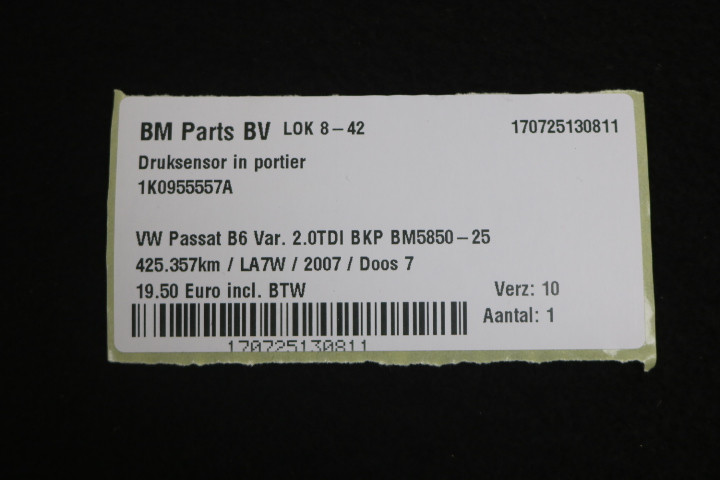 BM Parts BV LOK 8-42 170725130811
Druksensor in portier
1K0955557A
VW Passat B6 Var. 2.0TDI BKP BM5850-25
425.357km / LA7W / 2007 / Doos 7
19.50 Euro incl. BTW Verz: 10
Aantal: 1
170725130811